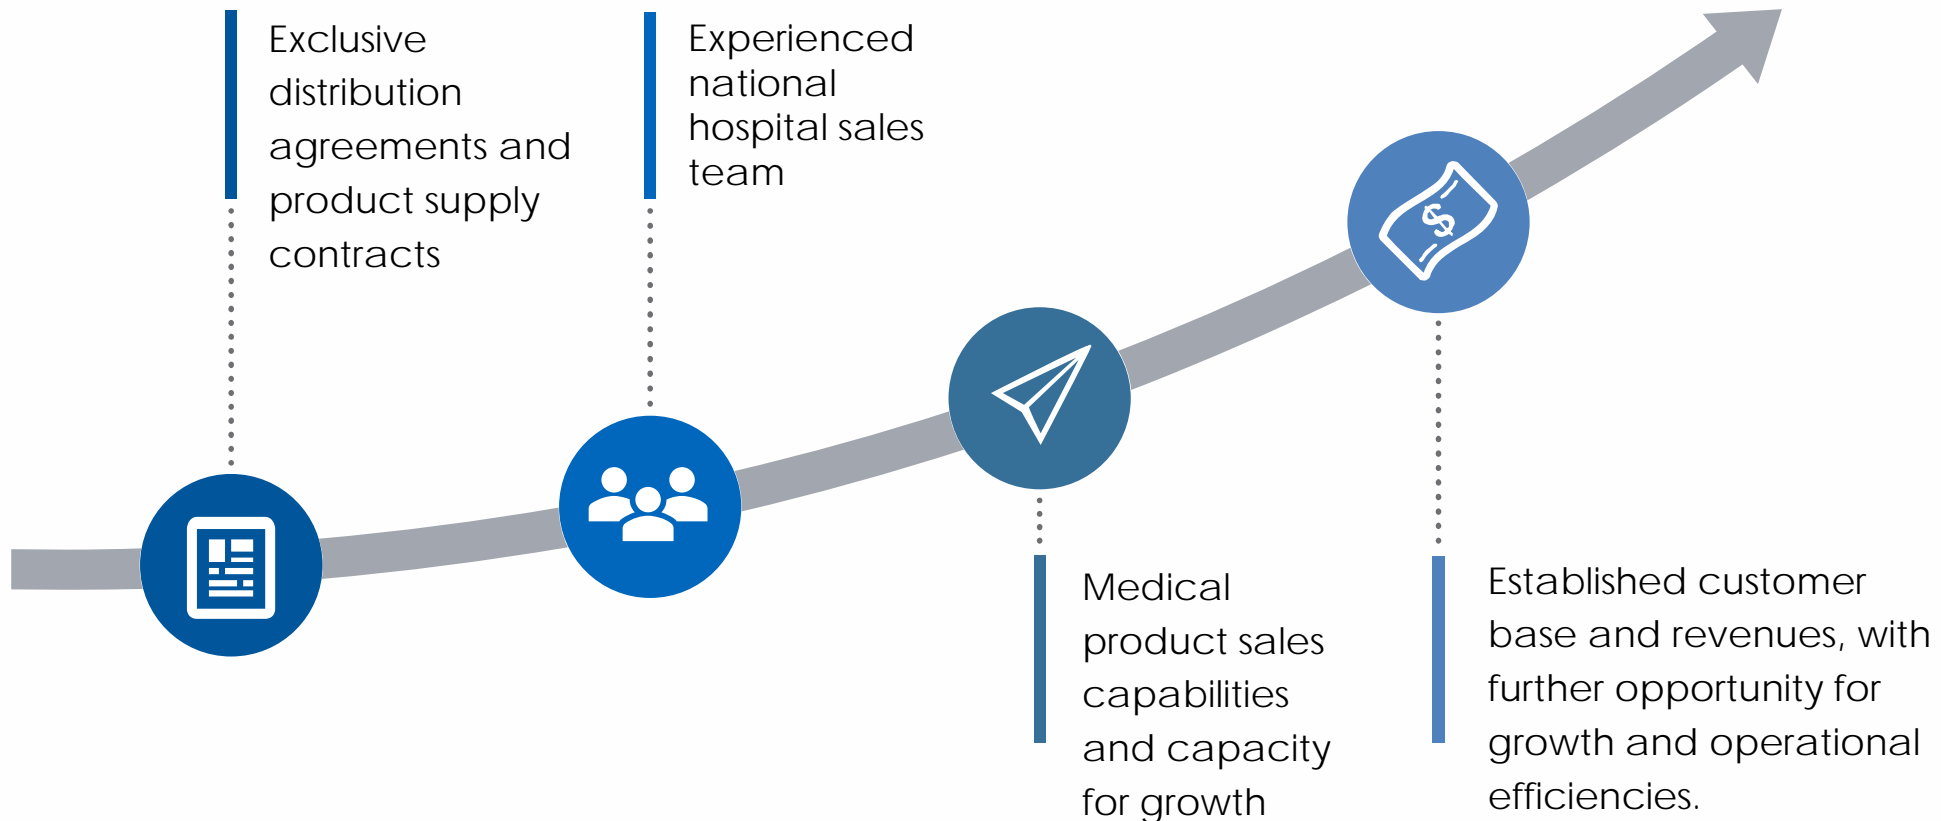 Exclusive
distribution
agreements and
product supply
contracts
Experienced
national
hospital sales
team
$
Medical
product sales
capabilities
and capacity
for growth
Established customer
base and revenues, with
further opportunity for
growth and operational
efficiencies.